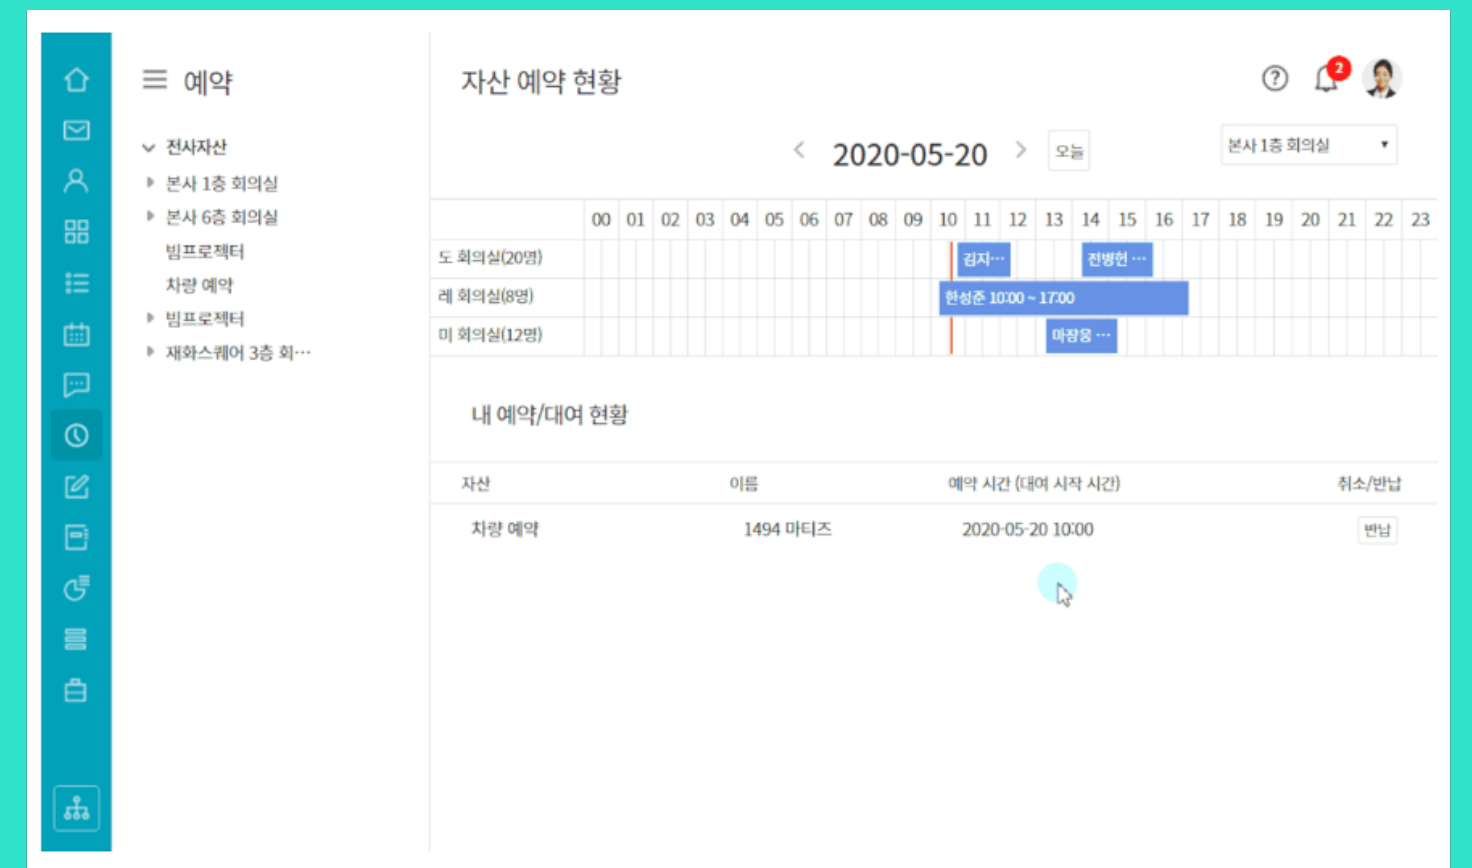 예약
전사자산
본사 1층 회의실
본사 6층 회의실
빔프로젝터
차량 예약
빔프로젝터
재화스퀘어 3층 회···
자산 예약 현황
2
2020-05-20
오늘
본사 1층 회의실
00 01 02 03 04 05 06 07 08 09 10 11 12 13 14 15 16 17 18 19 20 21 22 23
도 회의실(20명) 김지··· 전병헌 ···
레 회의실(8명) 한성준 10:00 ~ 17:00
미 회의실(12명) 마장웅 ···
내 예약/대여 현황
자산 이름 예약 시간 (대여 시작 시간) 취소/반납
차량 예약 1494 마티즈 2020-05-20 10:00 반납